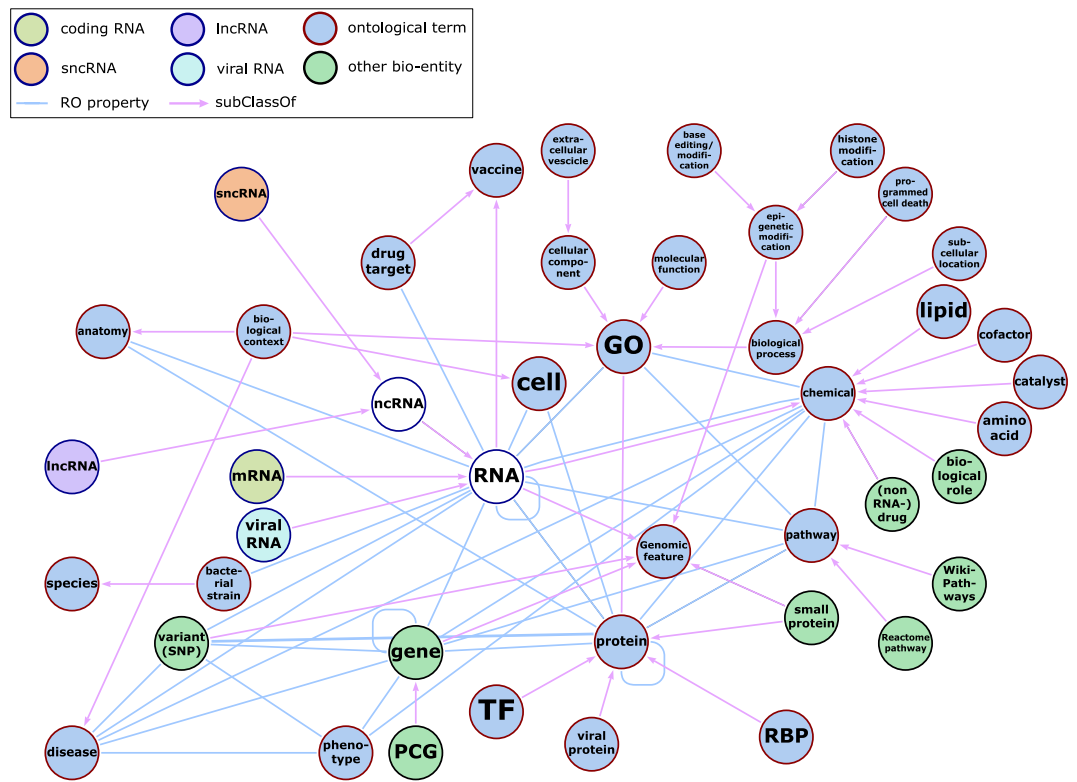 coding RNA
lncRNA
ontological term
sncRNA
viral RNA
other bio-entity
RO property
subClassOf
extra-
cellular
vesicle
base
editing/
modifi-
cation
histone
modifi-
cation
vaccine
sncRNA
pro-
grammed
cell death
epi-
genetic
modifi-
cation
drug
target
cellular
compo-
nent
molecular
function
sub-
cellular
location
lipid
anatomy
bio-
logical
context
GO
biological
process
cofactor
cell
chemical
catalyst
ncRNA
amino
acid
lncRNA
mRNA
RNA
bio-
logical
role
(non
RNA-)
drug
viral
RNA
Genomic
feature
pathway
species
bacte-
rial
strain
Wiki-
Path-
ways
small
protein
variant
(SNP)
gene
protein
Reactome
pathway
TF
viral
protein
RBP
disease
pheno-
type
PCG